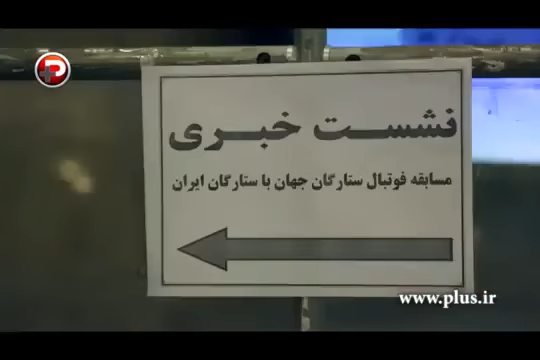 نشست خبری
مسابقه فوتبال ستارگان جهان با ستارگان ایران
www.plus.ir